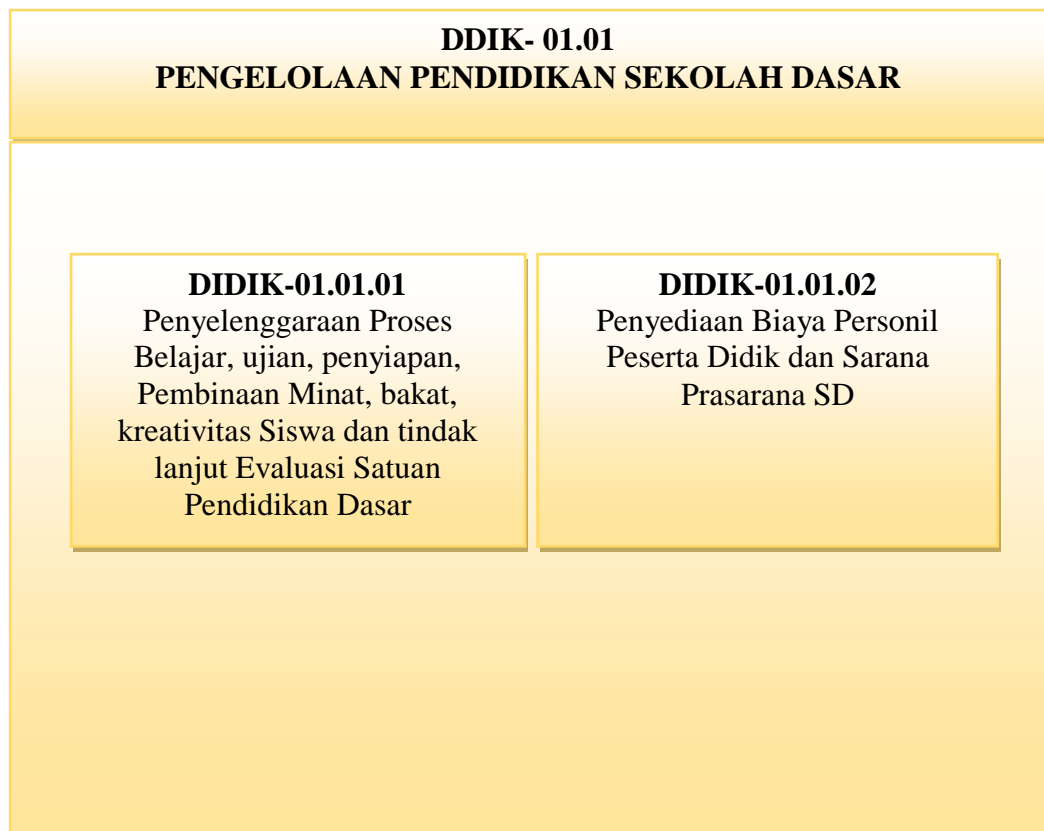 DDIK- 01.01
PENGELOLAAN PENDIDIKAN SEKOLAH DASAR
DIDIK-01.01.01
Penyelenggaraan Proses
Belajar, ujian, penyiapan,
Pembinaan Minat, bakat,
kreativitas Siswa dan tindak
lanjut Evaluasi Satuan
Pendidikan Dasar
DIDIK-01.01.02
Penyediaan Biaya Personil
Peserta Didik dan Sarana
Prasarana SD